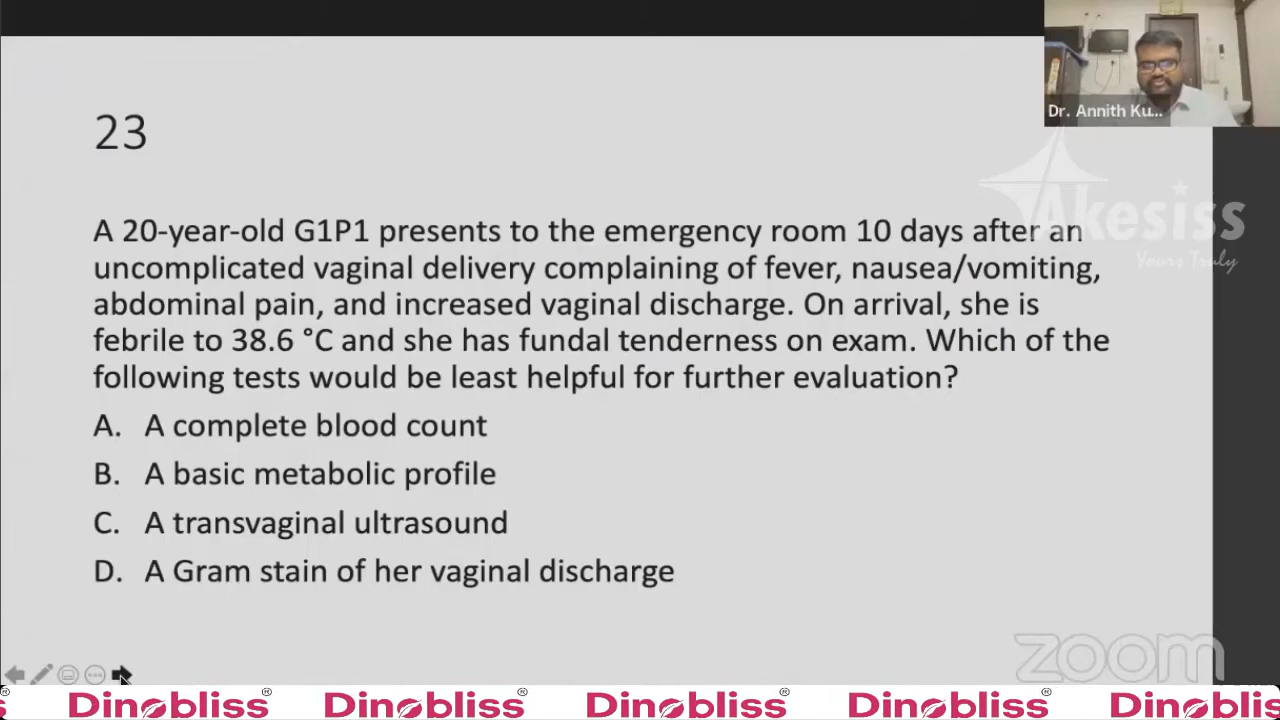 Dr. Annith Ku...
23
Akesiss
Yours Truly
A 20-year-old G1P1 presents to the emergency room 10 days after an
uncomplicated vaginal delivery complaining of fever, nausea/vomiting,
abdominal pain, and increased vaginal discharge. On arrival, she is
febrile to 38.6 °C and she has fundal tenderness on exam. Which of the
following tests would be least helpful for further evaluation?
A. A complete blood count
B. A basic metabolic profile
C. A transvaginal ultrasound
D. A Gram stain of her vaginal discharge
zoom
s® Dinobliss® Dinobliss® Dinobliss® Dinobliss® Dinoblis